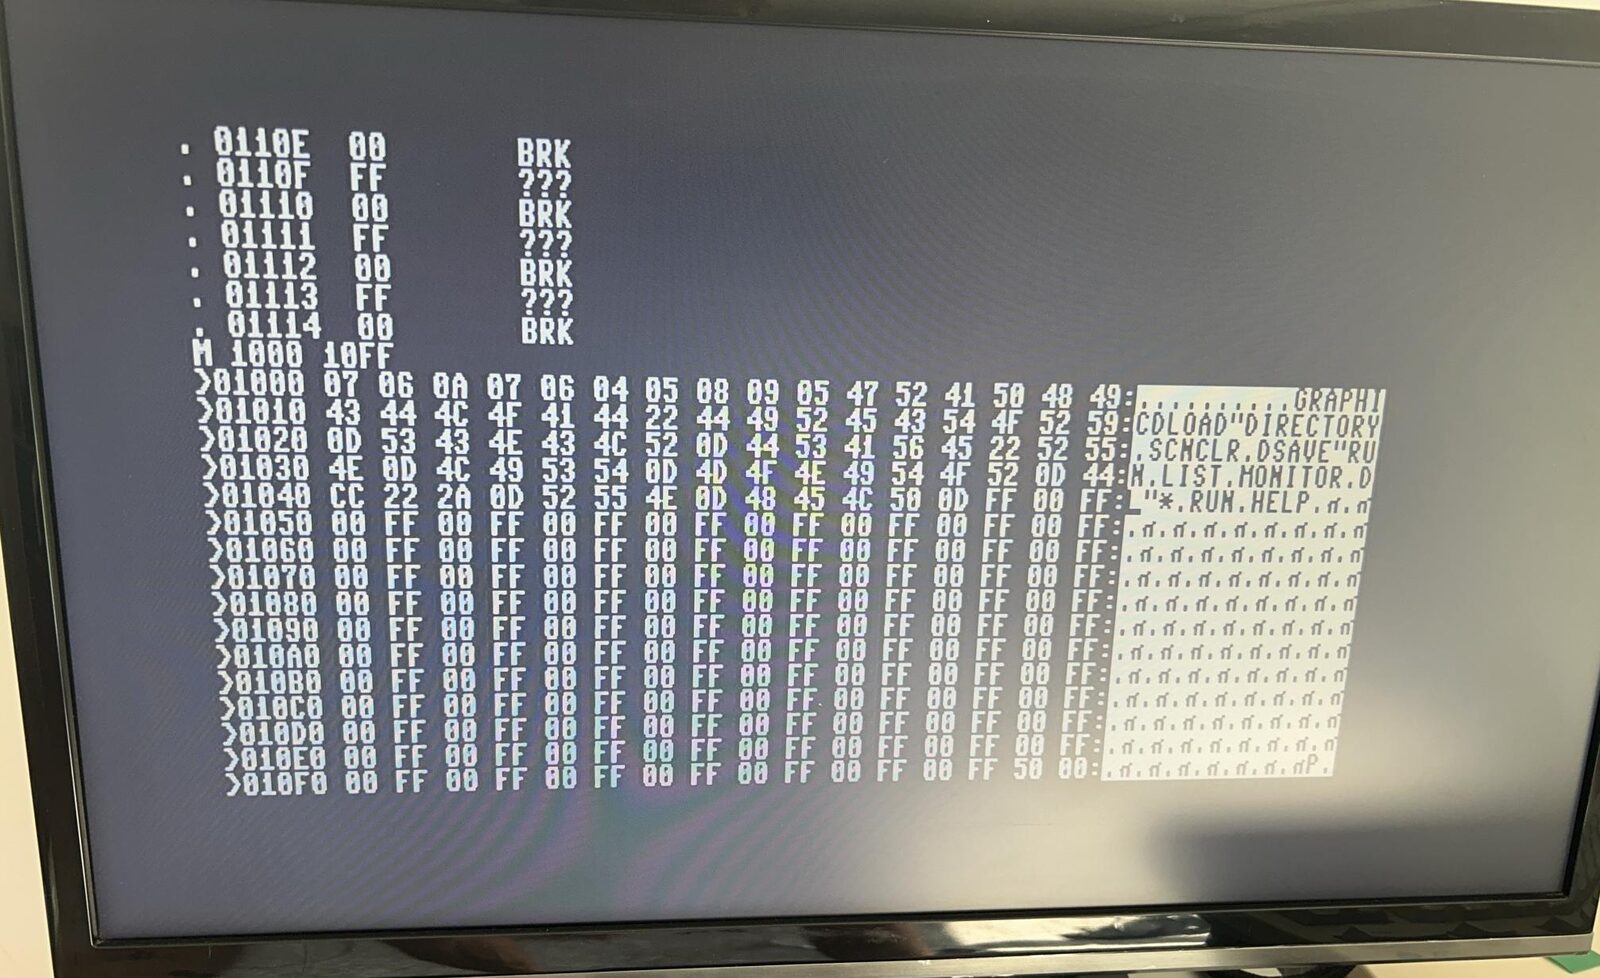 . 0110E 00 BRK
. 0110F FF ???
. 01110 00 BRK
. 01111 FF ???
. 01112 00 BRK
. 01113 FF ???
. 01114 00 BRK
M 1000 10FF
>01000 07 06 0A 07 06 04 05 08 09 05 47 52 41 50 48 49:..........GRAPHI
>01010 43 44 4C 4F 41 44 22 44 49 52 45 43 54 4F 52 59:CDLOAD"DIRECTORY
>01020 0D 53 43 4E 43 4C 52 0D 44 53 41 56 45 22 52 55:.SCNCLR.DSAVE"RU
>01030 4E 0D 4C 49 53 54 0D 4D 4F 4E 49 54 4F 52 0D 44:N.LIST.MONITOR.D
>01040 CC 22 2A 0D 52 55 4E 0D 48 45 4C 50 0D FF 00 FF:L"*.RUN.HELP.π.π
>01050 00 FF 00 FF 00 FF 00 FF 00 FF 00 FF 00 FF 00 FF:.π.π.π.π.π.π.π.π
>01060 00 FF 00 FF 00 FF 00 FF 00 FF 00 FF 00 FF 00 FF:.π.π.π.π.π.π.π.π
>01070 00 FF 00 FF 00 FF 00 FF 00 FF 00 FF 00 FF 00 FF:.π.π.π.π.π.π.π.π
>01080 00 FF 00 FF 00 FF 00 FF 00 FF 00 FF 00 FF 00 FF:.π.π.π.π.π.π.π.π
>01090 00 FF 00 FF 00 FF 00 FF 00 FF 00 FF 00 FF 00 FF:.π.π.π.π.π.π.π.π
>010A0 00 FF 00 FF 00 FF 00 FF 00 FF 00 FF 00 FF 00 FF:.π.π.π.π.π.π.π.π
>010B0 00 FF 00 FF 00 FF 00 FF 00 FF 00 FF 00 FF 00 FF:.π.π.π.π.π.π.π.π
>010C0 00 FF 00 FF 00 FF 00 FF 00 FF 00 FF 00 FF 00 FF:.π.π.π.π.π.π.π.π
>010D0 00 FF 00 FF 00 FF 00 FF 00 FF 00 FF 00 FF 00 FF:.π.π.π.π.π.π.π.π
>010E0 00 FF 00 FF 00 FF 00 FF 00 FF 00 FF 00 FF 00 FF:.π.π.π.π.π.π.π.π
>010F0 00 FF 00 FF 00 FF 00 FF 00 FF 00 FF 00 FF 50 00:.π.π.π.π.π.π.πP.